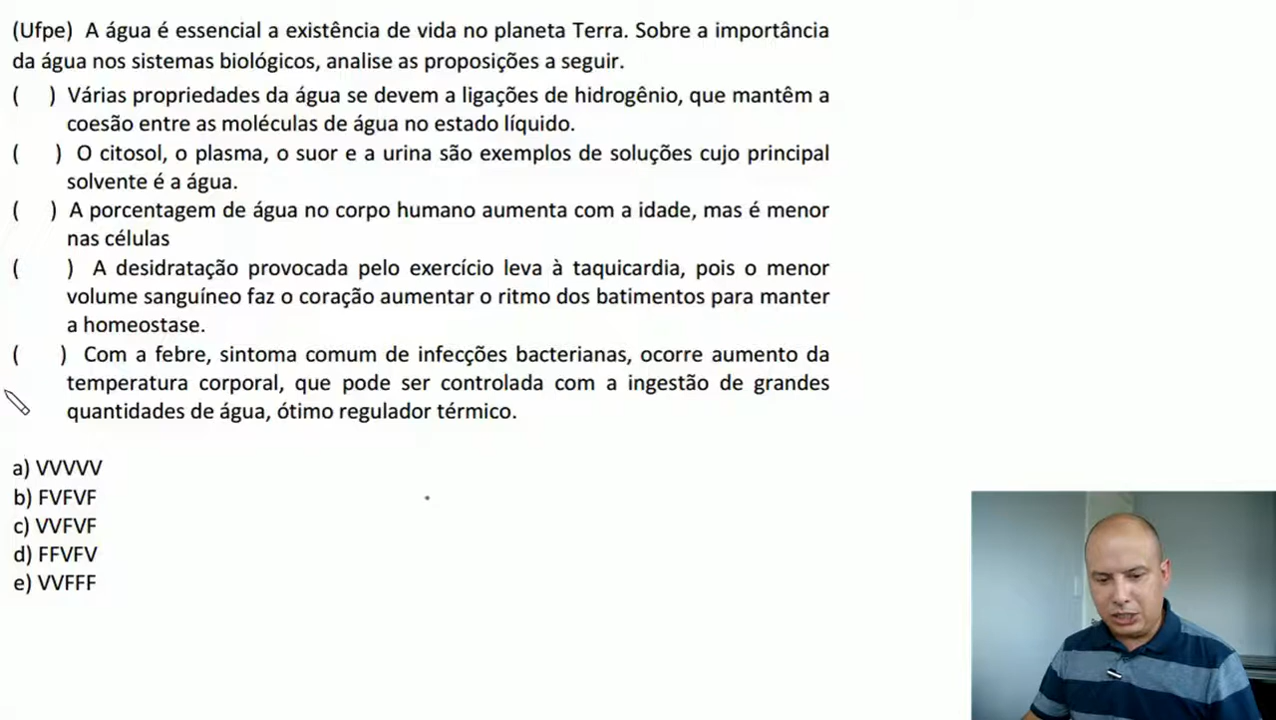 (Ufpe) A água é essencial a existência de vida no planeta Terra. Sobre a importância
da água nos sistemas biológicos, analise as proposições a seguir.
( ) Várias propriedades da água se devem a ligações de hidrogênio, que mantêm a
coesão entre as moléculas de água no estado líquido.
( ) O citosol, o plasma, o suor e a urina são exemplos de soluções cujo principal
solvente é a água.
( ) A porcentagem de água no corpo humano aumenta com a idade, mas é menor
nas células
( ) A desidratação provocada pelo exercício leva à taquicardia, pois o menor
volume sanguíneo faz o coração aumentar o ritmo dos batimentos para manter
a homeostase.
( ) Com a febre, sintoma comum de infecções bacterianas, ocorre aumento da
temperatura corporal, que pode ser controlada com a ingestão de grandes
quantidades de água, ótimo regulador térmico.
a) VVVVV
b) FVFVF
c) VVFVF
d) FFVFV
e) VVFFF